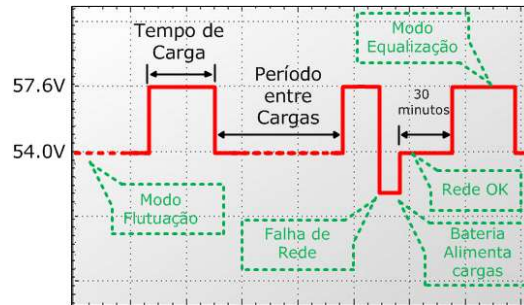 Tempo de
Carga
Modo
Equalização
57.6V
Período
entre
Cargas
30
minutos
54.0V
Modo
Flutuação
Rede OK
Falha de
Rede
Bateria
Alimenta
cargas